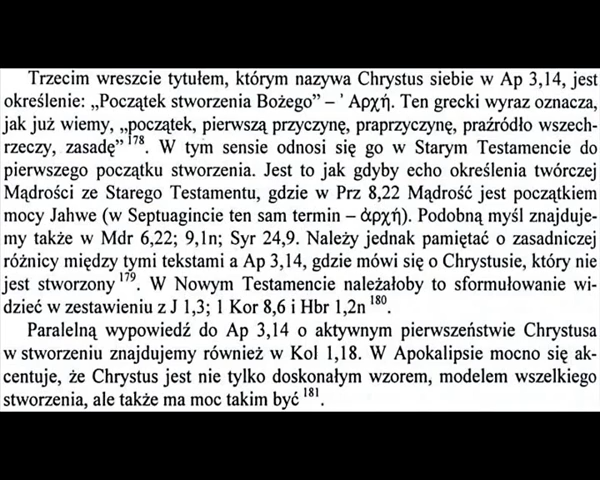 Trzecim wreszcie tytułem, którym nazywa Chrystus siebie w Ap 3,14, jest
określenie: „Początek stworzenia Bożego” – ’ Αρχή. Ten grecki wyraz oznacza,
jak już wiemy, „początek, pierwszą przyczynę, praprzyczynę, praźródło wszech-
rzeczy, zasadę” 178. W tym sensie odnosi się go w Starym Testamencie do
pierwszego początku stworzenia. Jest to jak gdyby echo określenia twórczej
Mądrości ze Starego Testamentu, gdzie w Prz 8,22 Mądrość jest początkiem
mocy Jahwe (w Septuagincie ten sam termin – ἀρχή). Podobną myśl znajduje-
my także w Mdr 6,22; 9,1n; Syr 24,9. Należy jednak pamiętać o zasadniczej
różnicy między tymi tekstami a Ap 3,14, gdzie mówi się o Chrystusie, który nie
jest stworzony 179. W Nowym Testamencie należałoby to sformułowanie wi-
dzieć w zestawieniu z J 1,3; 1 Kor 8,6 i Hbr 1,2n 180.
Paralelną wypowiedź do Ap 3,14 o aktywnym pierwszeństwie Chrystusa
w stworzeniu znajdujemy również w Kol 1,18. W Apokalipsie mocno się ak-
centuje, że Chrystus jest nie tylko doskonałym wzorem, modelem wszelkiego
stworzenia, ale także ma moc takim być 181.